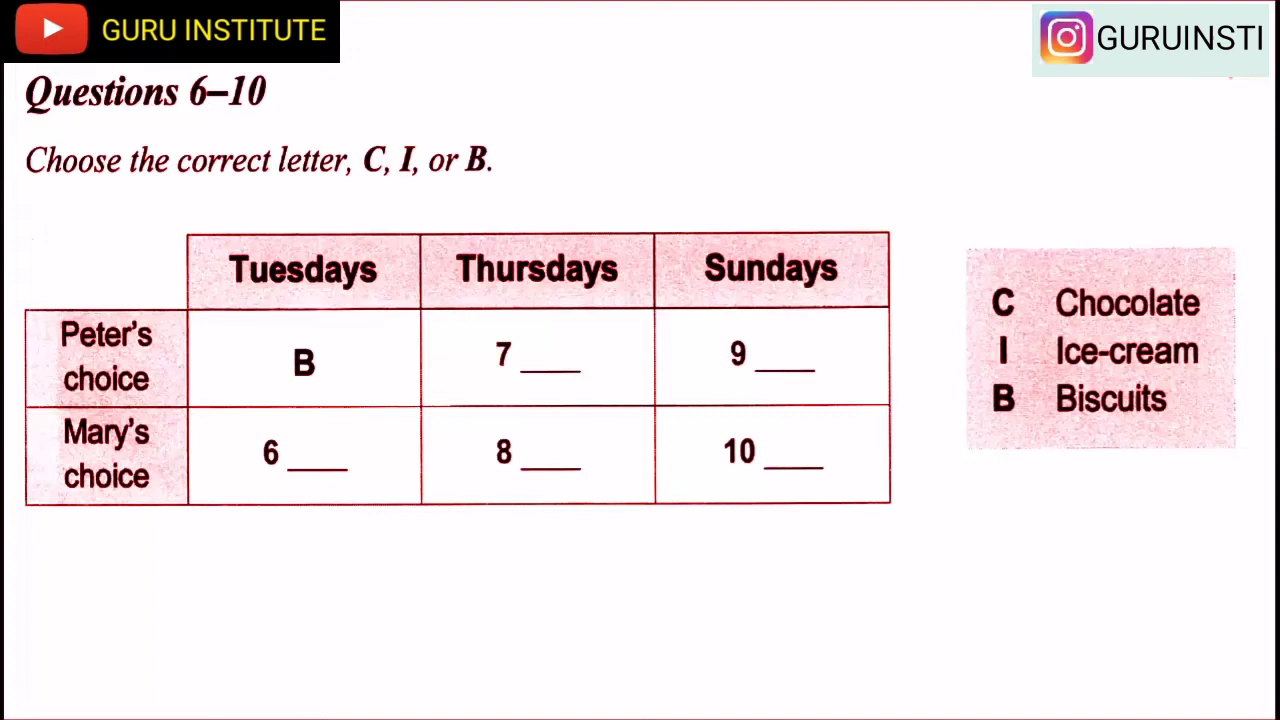 GURU INSTITUTE
GURUINSTI
Questions 6–10
Choose the correct letter, C, I, or B.
Tuesdays Thursdays Sundays
Peter's choice B 7 ____ 9 ____
Mary's choice 6 ____ 8 ____ 10 ____
C Chocolate
I Ice-cream
B Biscuits